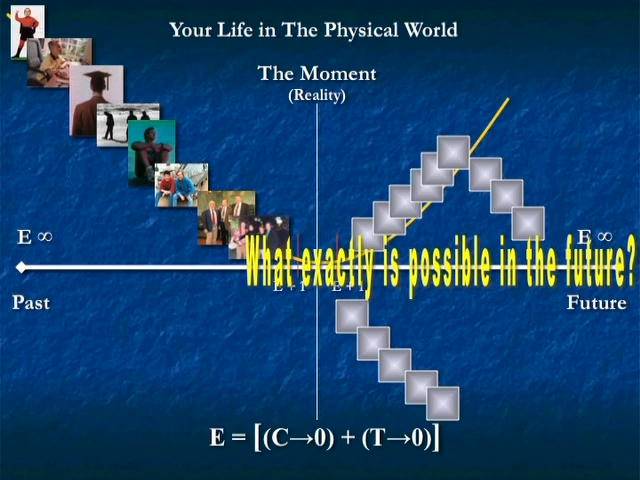 Your Life in The Physical World
The Moment
(Reality)
E ∞
E ∞
What exactly is possible in the future?
E + 1
Past
Future
E = [(C→0) + (T→0)]